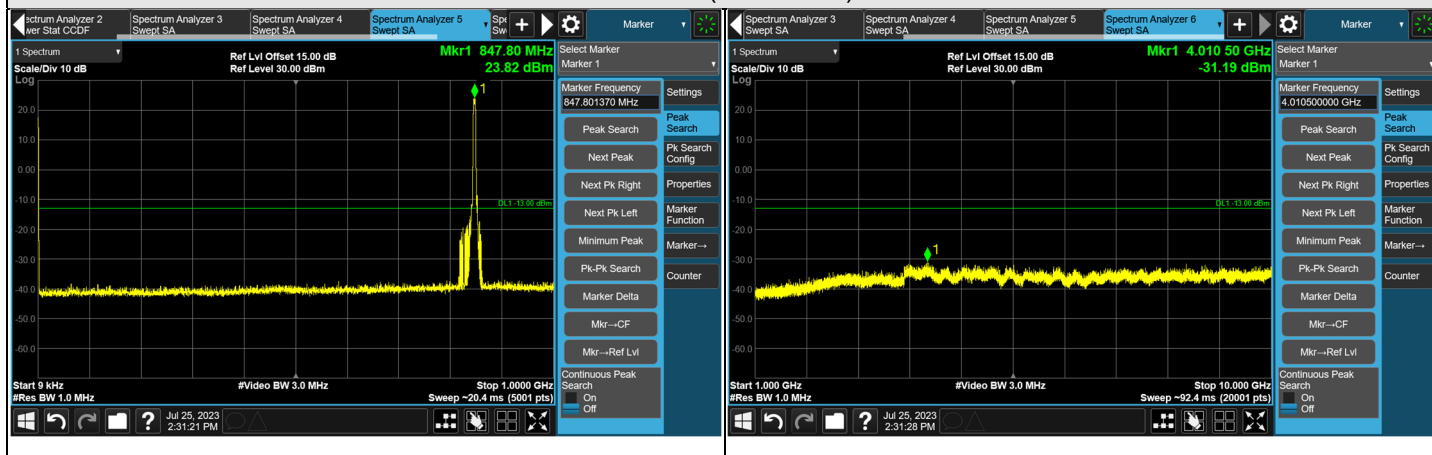 ectrum Analyzer 2
wer Stat CCDF
Spectrum Analyzer 3
Swept SA
Spectrum Analyzer 4
Swept SA
Spectrum Analyzer 5
Swept SA
Spe
Sw
Marker
1 Spectrum
Scale/Div 10 dB
Log
Ref Lvl Offset 15.00 dB
Ref Level 30.00 dBm
Mkr1 847.80 MHz
23.82 dBm
1
20.0
10.0
0.00
-10.0
-20.0
-30.0
-40.0
-50.0
-60.0
DL1 -13.00 dBm
Start 9 kHz
#Res BW 1.0 MHz
#Video BW 3.0 MHz
Stop 1.0000 GHz
Sweep ~20.4 ms (5001 pts)
Select Marker
Marker 1
Marker Frequency
847.801370 MHz
Peak Search
Next Peak
Next Pk Right
Next Pk Left
Minimum Peak
Pk-Pk Search
Marker Delta
Mkr→CF
Mkr→Ref Lvl
Continuous Peak
Search
On
Off
Settings
Peak
Search
Pk Search
Config
Properties
Marker
Function
Marker→
Counter
?
Jul 25, 2023
2:31:21 PM
Spectrum Analyzer 3
Swept SA
Spectrum Analyzer 4
Swept SA
Spectrum Analyzer 5
Swept SA
Spectrum Analyzer 6
Swept SA
Marker
1 Spectrum
Scale/Div 10 dB
Log
Ref Lvl Offset 15.00 dB
Ref Level 30.00 dBm
Mkr1 4.010 50 GHz
-31.19 dBm
1
20.0
10.0
0.00
-10.0
-20.0
-30.0
-40.0
-50.0
-60.0
DL1 -13.00 dBm
Start 1.000 GHz
#Res BW 1.0 MHz
#Video BW 3.0 MHz
Stop 10.000 GHz
Sweep ~92.4 ms (20001 pts)
Select Marker
Marker 1
Marker Frequency
4.010500000 GHz
Peak Search
Next Peak
Next Pk Right
Next Pk Left
Minimum Peak
Pk-Pk Search
Marker Delta
Mkr→CF
Mkr→Ref Lvl
Continuous Peak
Search
On
Off
Settings
Peak
Search
Pk Search
Config
Properties
Marker
Function
Marker→
Counter
?
Jul 25, 2023
2:31:28 PM